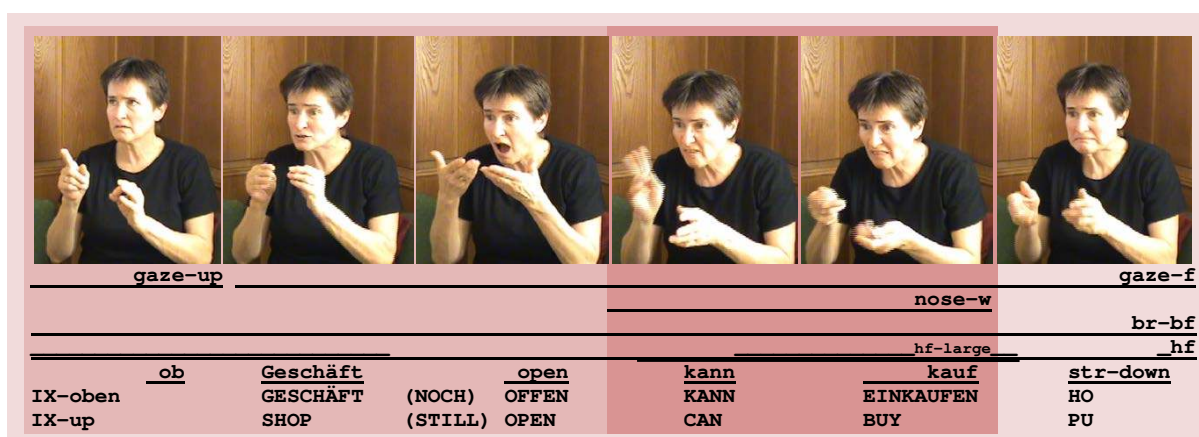 gaze-up gaze-f
nose-w
br-bf
hf-large hf
ob Geschäft open kann kauf str-down
IX-oben GESCHÄFT (NOCH) OFFEN KANN EINKAUFEN HO
IX-up SHOP (STILL) OPEN CAN BUY PU